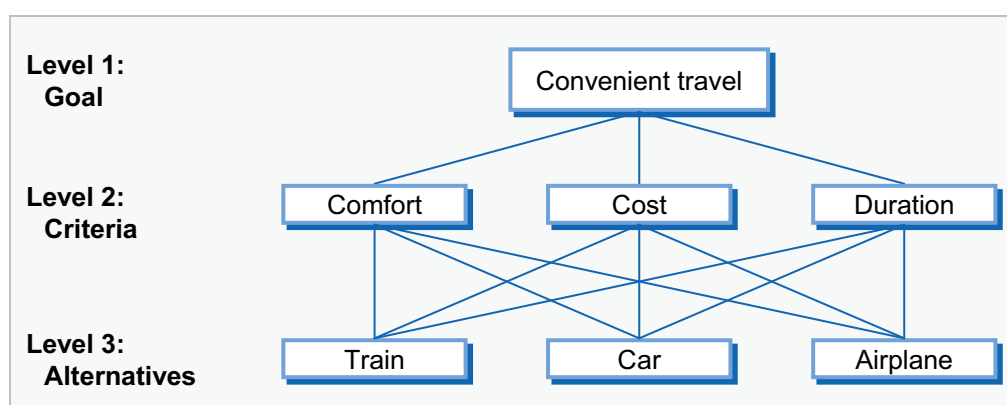 Level 1:
Goal
Convenient travel
Level 2:
Criteria
Comfort
Cost
Duration
Level 3:
Alternatives
Train
Car
Airplane